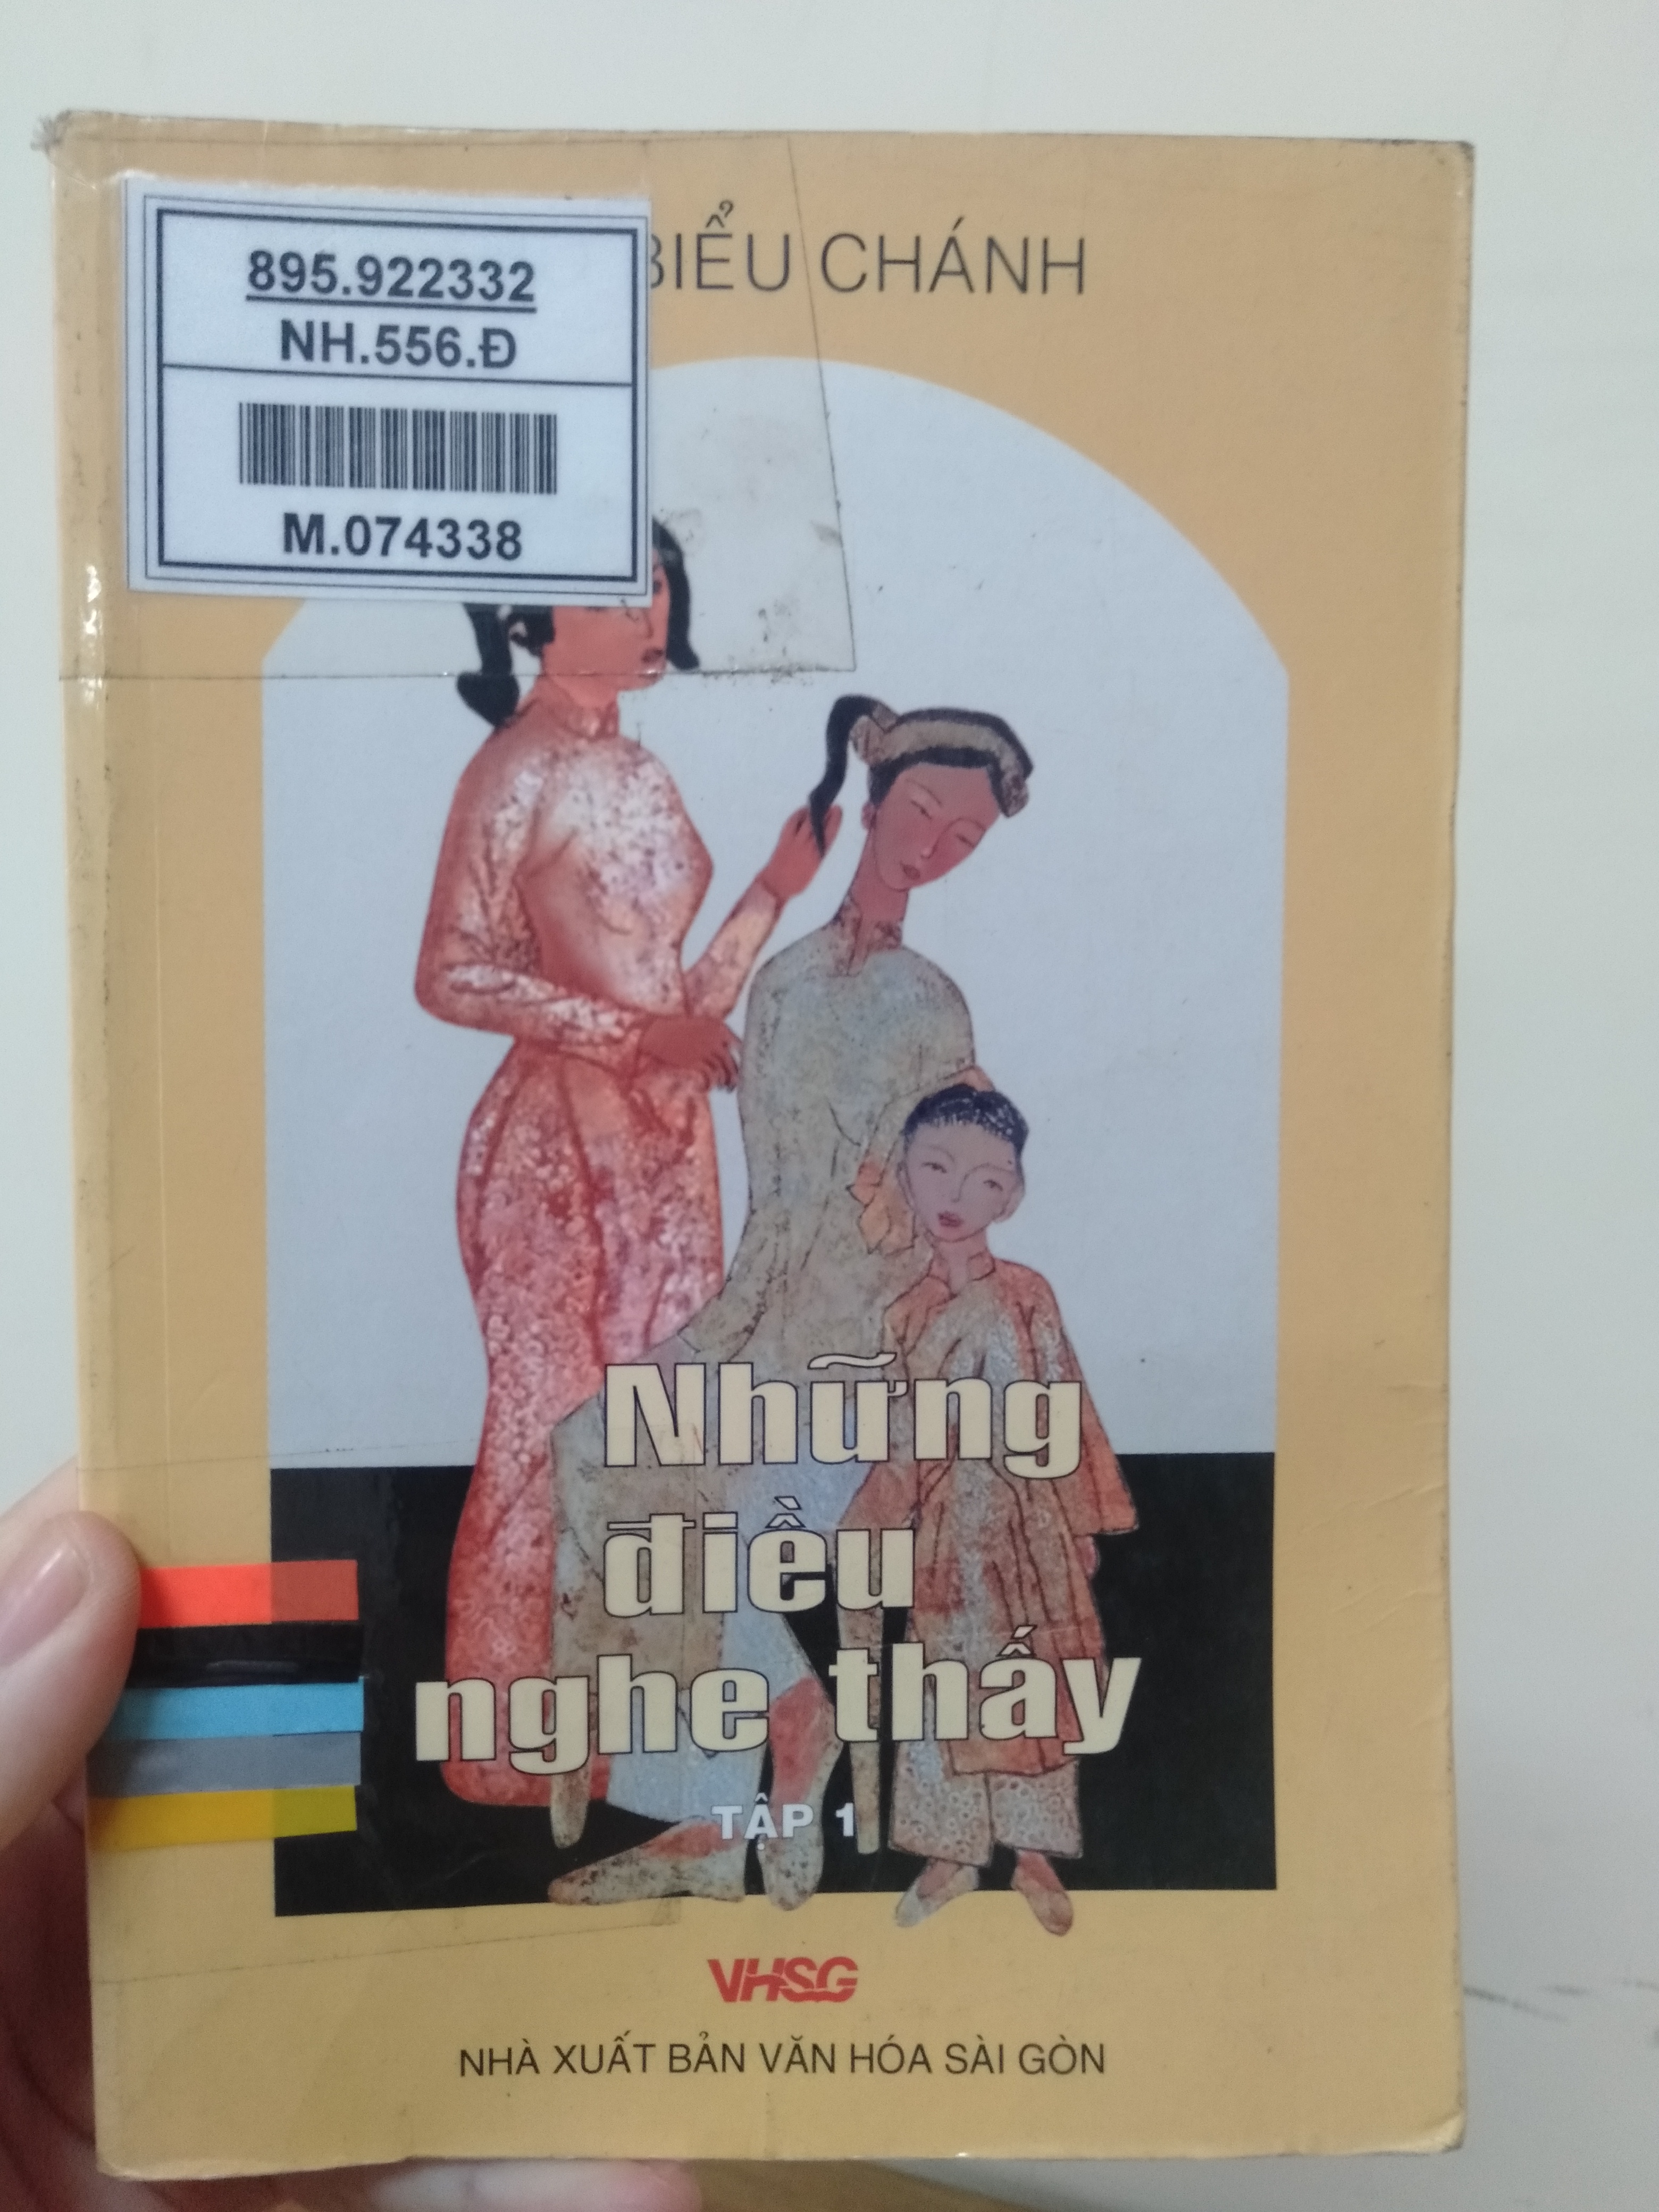 895.922332
NH.556.Đ
M.074338
BIỂU CHÁNH
Những
điều
nghe thấy
TẬP 1
VHSG
NHÀ XUẤT BẢN VĂN HÓA SÀI GÒN